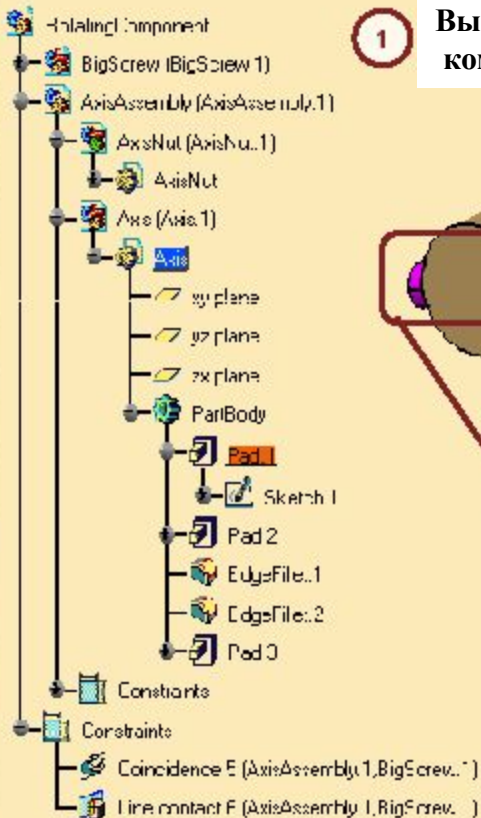 RotatingComponent
1
BigScrew (BigScrew.1)
AxisAssembly (AxisAssembly.1)
AxisNut (AxisNut.1)
AxisNut
Axis (Axis.1)
Axis
xy plane
yz plane
zx plane
PartBody
Pad.1
Sketch.1
Pad.2
EdgeFillet.1
EdgeFillet.2
Pad.3
Constraints
Constraints
Coincidence.5 (AxisAssembly.1,BigScrew.1)
Line contact.6 (AxisAssembly.1,BigScrew.1)